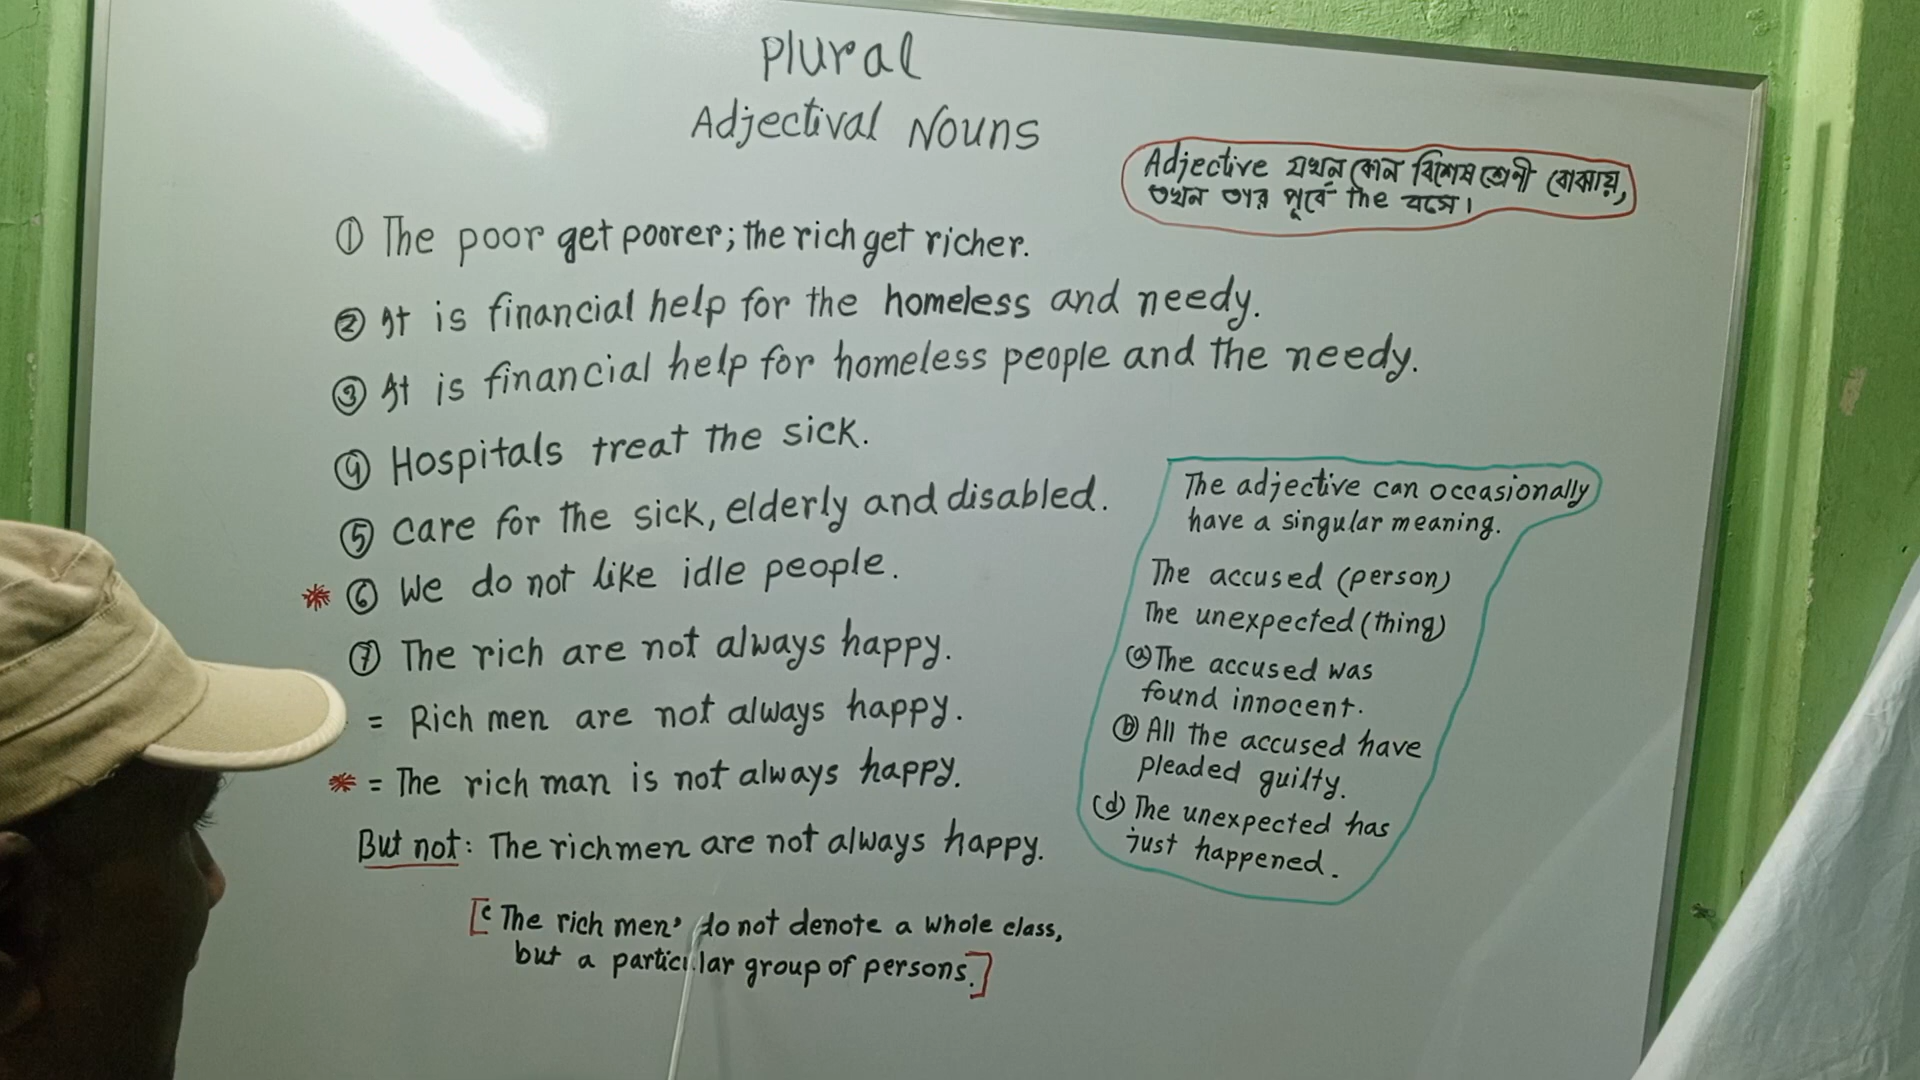 Plural
Adjectival Nouns
Adjective যখন কোন বিশেষ শ্রেণী বোঝায়,
তখন তার পূর্বে the বসে।
① The poor get poorer; the rich get richer.
② It is financial help for the homeless and needy.
③ It is financial help for homeless people and the needy.
④ Hospitals treat the sick.
⑤ Care for the sick, elderly and disabled.
* ⑥ We do not like idle people.
⑦ The rich are not always happy.
= Rich men are not always happy.
* = The rich man is not always happy.
But not: The richmen are not always happy.
[‘The rich men’ do not denote a whole class,
but a particular group of persons.]
The adjective can occasionally
have a singular meaning.
The accused (person)
The unexpected (thing)
(a) The accused was
found innocent.
(b) All the accused have
pleaded guilty.
(d) The unexpected has
just happened.